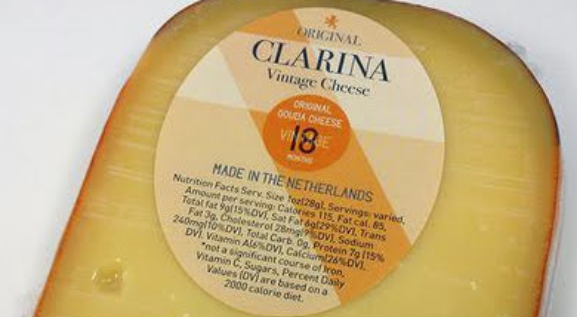 ORIGINAL
CLARINA
Vintage Cheese
ORIGINAL
GOUDA CHEESE
VINTAGE
18
MONTHS
MADE IN THE NETHERLANDS
Nutrition Facts Serv. Size 1oz(28g), Servings: varied,
Amount per serving: Calories 115, Fat cal. 85,
Total fat 9g(15%DV), Sat Fat 6g(29%DV), Trans
Fat 3g, Cholesterol 28mg(9%DV), Sodium
240mg(10%DV), Total Carb. 0g, Protein 7g (15%
DV), Vitamin A(6%DV), Calcium(26%DV),
*not a significant course of Iron,
Vitamin C, Sugars, Percent Daily
Values (DV) are based on a
2000 calorie diet.